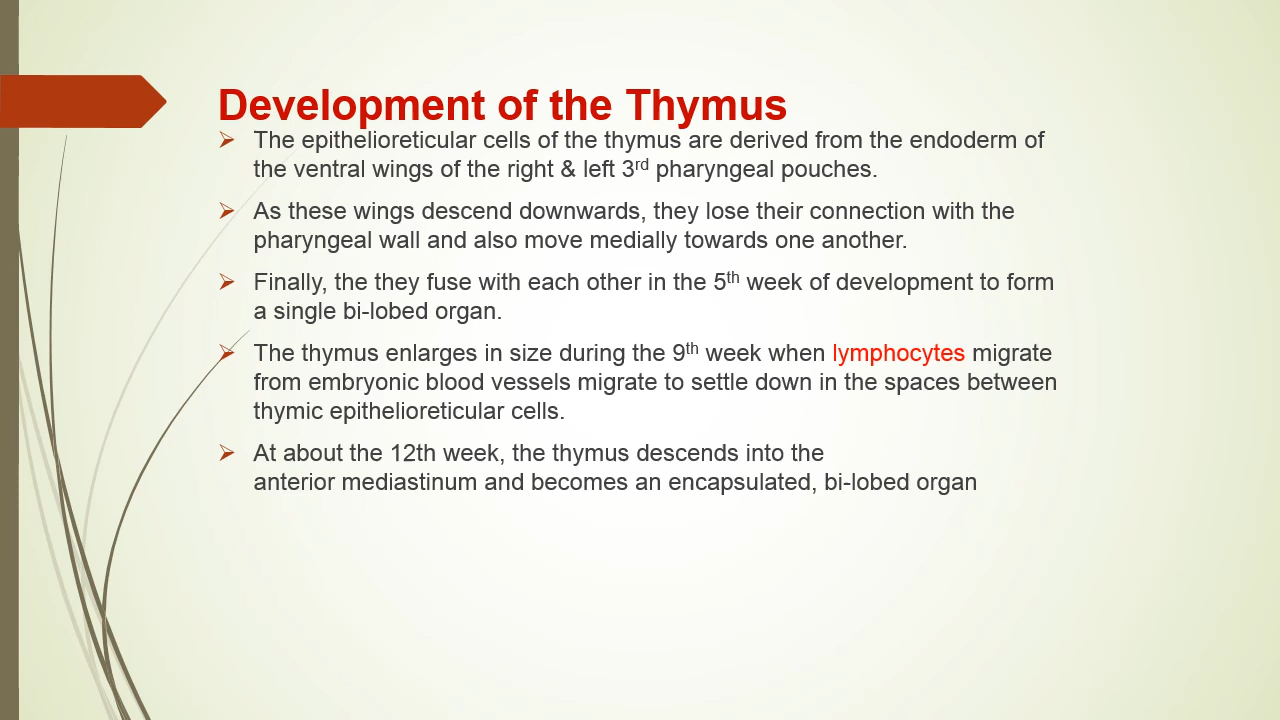 Development of the Thymus
➢ The epithelioreticular cells of the thymus are derived from the endoderm of
the ventral wings of the right & left 3rd pharyngeal pouches.
➢ As these wings descend downwards, they lose their connection with the
pharyngeal wall and also move medially towards one another.
➢ Finally, the they fuse with each other in the 5th week of development to form
a single bi-lobed organ.
➢ The thymus enlarges in size during the 9th week when lymphocytes migrate
from embryonic blood vessels migrate to settle down in the spaces between
thymic epithelioreticular cells.
➢ At about the 12th week, the thymus descends into the
anterior mediastinum and becomes an encapsulated, bi-lobed organ